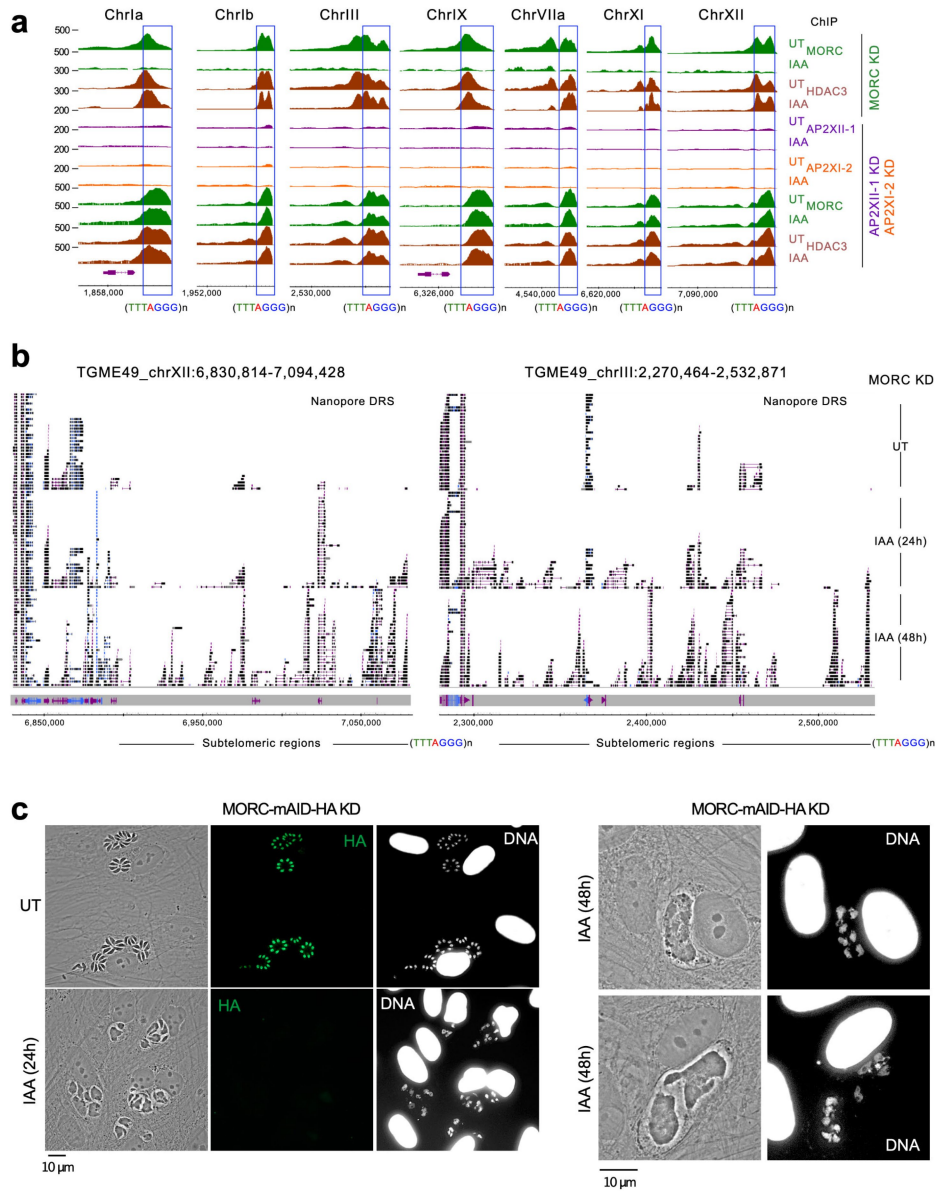 a
ChrIa ChrIb ChrIII ChrIX ChrVIIa ChrXI ChrXII ChIP
500
500
300
300
200
200
200
200
500
500
500
500
UT MORC
IAA
UT HDAC3
IAA
UT AP2XII-1
IAA
UT AP2XI-2
IAA
UT MORC
IAA
UT HDAC3
IAA
MORC KD
AP2XII-1 KD
AP2XI-2 KD
1,858,000 1,952,000 2,530,000 6,326,000 4,540,000 6,620,000 7,090,000
(TTTAGGG)n (TTTAGGG)n (TTTAGGG)n (TTTAGGG)n (TTTAGGG)n (TTTAGGG)n (TTTAGGG)n
b
TGME49_chrXII:6,830,814-7,094,428 TGME49_chrIII:2,270,464-2,532,871 MORC KD
Nanopore DRS Nanopore DRS
UT
IAA (24h)
IAA (48h)
6,850,000 6,950,000 7,050,000 2,300,000 2,400,000 2,500,000
Subtelomeric regions (TTTAGGG)n Subtelomeric regions (TTTAGGG)n
c
MORC-mAID-HA KD MORC-mAID-HA KD
UT HA DNA
IAA (24h) HA DNA
10 µm
IAA (48h) DNA
IAA (48h) DNA
10 µm